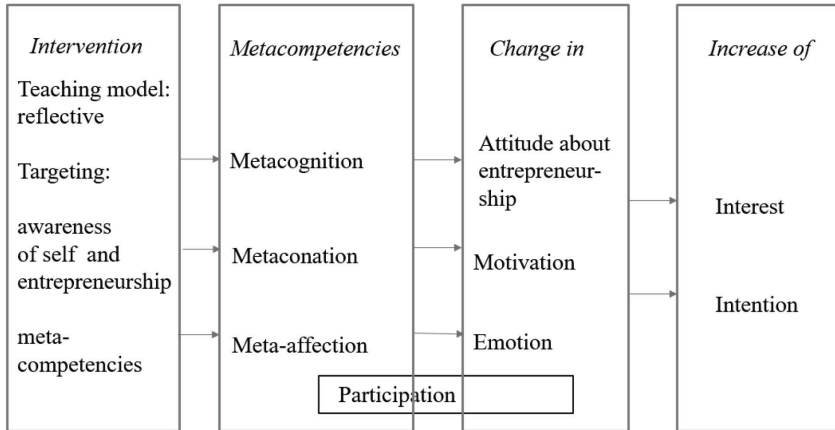 Intervention
Teaching model:
reflective
Targeting:
awareness
of self and
entrepreneurship
meta-
competencies
Metacompetencies
Metacognition
Metaconation
Meta-affection
Change in
Attitude about
entrepreneur-
ship
Motivation
Emotion
Participation
Increase of
Interest
Intention